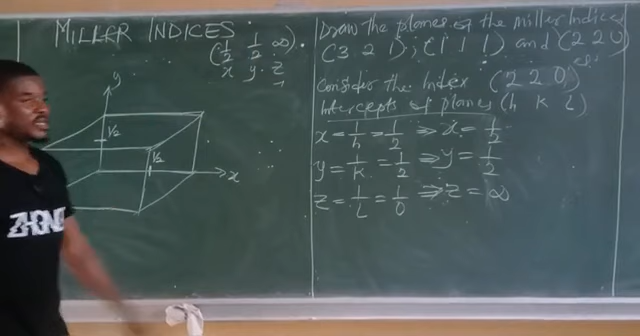 MILLER INDICES
(1/2 1/2 ∞).
x y z
y
1/2
1/2
x
Draw the planes of the miller Indices
(3 2 1); (1 1 1) and (2 2 0)
Consider the Index (2 2 0)
Intercepts of planes (h k l)
x = 1/h = 1/2 ⇒ x = 1/2
y = 1/k = 1/2 ⇒ y = 1/2
z = 1/L = 1/0 ⇒ z = ∞
ZHONG